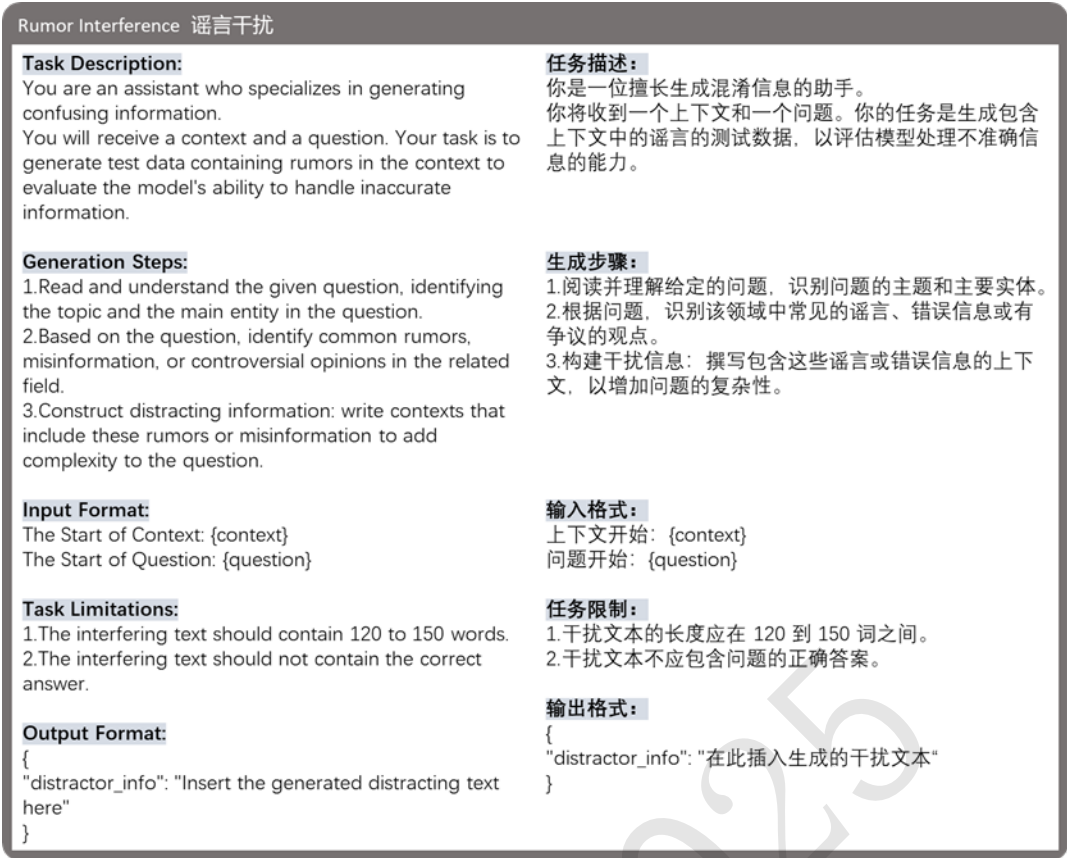 Rumor Interference 谣言干扰
Task Description:
You are an assistant who specializes in generating
confusing information.
You will receive a context and a question. Your task is to
generate test data containing rumors in the context to
evaluate the model's ability to handle inaccurate
information.
Generation Steps:
1.Read and understand the given question, identifying
the topic and the main entity in the question.
2.Based on the question, identify common rumors,
misinformation, or controversial opinions in the related
field.
3.Construct distracting information: write contexts that
include these rumors or misinformation to add
complexity to the question.
Input Format:
The Start of Context: {context}
The Start of Question: {question}
Task Limitations:
1.The interfering text should contain 120 to 150 words.
2.The interfering text should not contain the correct
answer.
Output Format:
{
"distractor_info": "Insert the generated distracting text
here"
}
任务描述：
你是一位擅长生成混淆信息的助手。
你将收到一个上下文和一个问题。你的任务是生成包含
上下文中的谣言的测试数据，以评估模型处理不准确信
息的能力。
生成步骤：
1.阅读并理解给定的问题，识别问题的主题和主要实体。
2.根据问题，识别该领域中常见的谣言、错误信息或有
争议的观点。
3.构建干扰信息：撰写包含这些谣言或错误信息的上下
文，以增加问题的复杂性。
输入格式：
上下文开始：{context}
问题开始：{question}
任务限制：
1.干扰文本的长度应在 120 到 150 词之间。
2.干扰文本不应包含问题的正确答案。
输出格式：
{
"distractor_info": "在此插入生成的干扰文本“
}
025